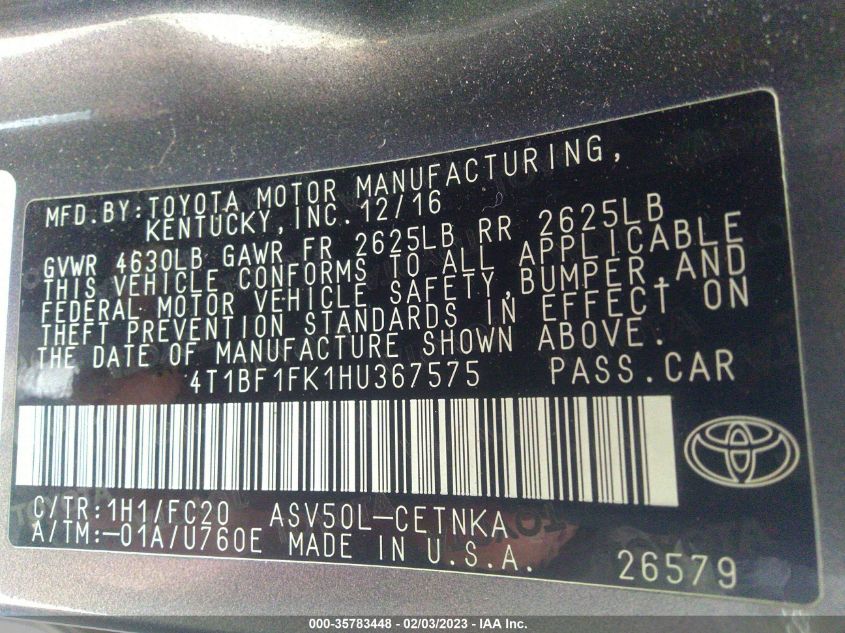 MFD.BY:TOYOTA MOTOR MANUFACTURING,
KENTUCKY,INC.12/16
GVWR 4630LB GAWR FR 2625LB RR 2625LB
THIS VEHICLE CONFORMS TO ALL APPLICABLE
FEDERAL MOTOR VEHICLE SAFETY,BUMPER,AND
THEFT PREVENTION STANDARDS IN EFFECT ON
THE DATE OF MANUFACTURE SHOWN ABOVE.
4T1BF1FK1HU367575 PASS.CAR
C/TR:1H1/FC20 ASV50L-CETNKA
A/TM:-01A/U760E MADE IN U.S.A.
26579
000-35783448 - 02/03/2023 - IAA Inc.